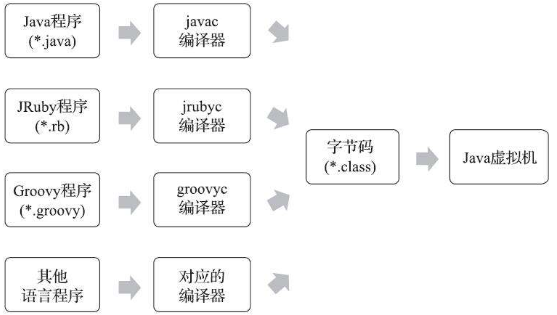 Java程序
(*.java)
javac
编译器
JRuby程序
(*.rb)
jrubyc
编译器
Groovy程序
(*.groovy)
groovyc
编译器
其他
语言程序
对应的
编译器
字节码
(*.class)
Java虚拟机